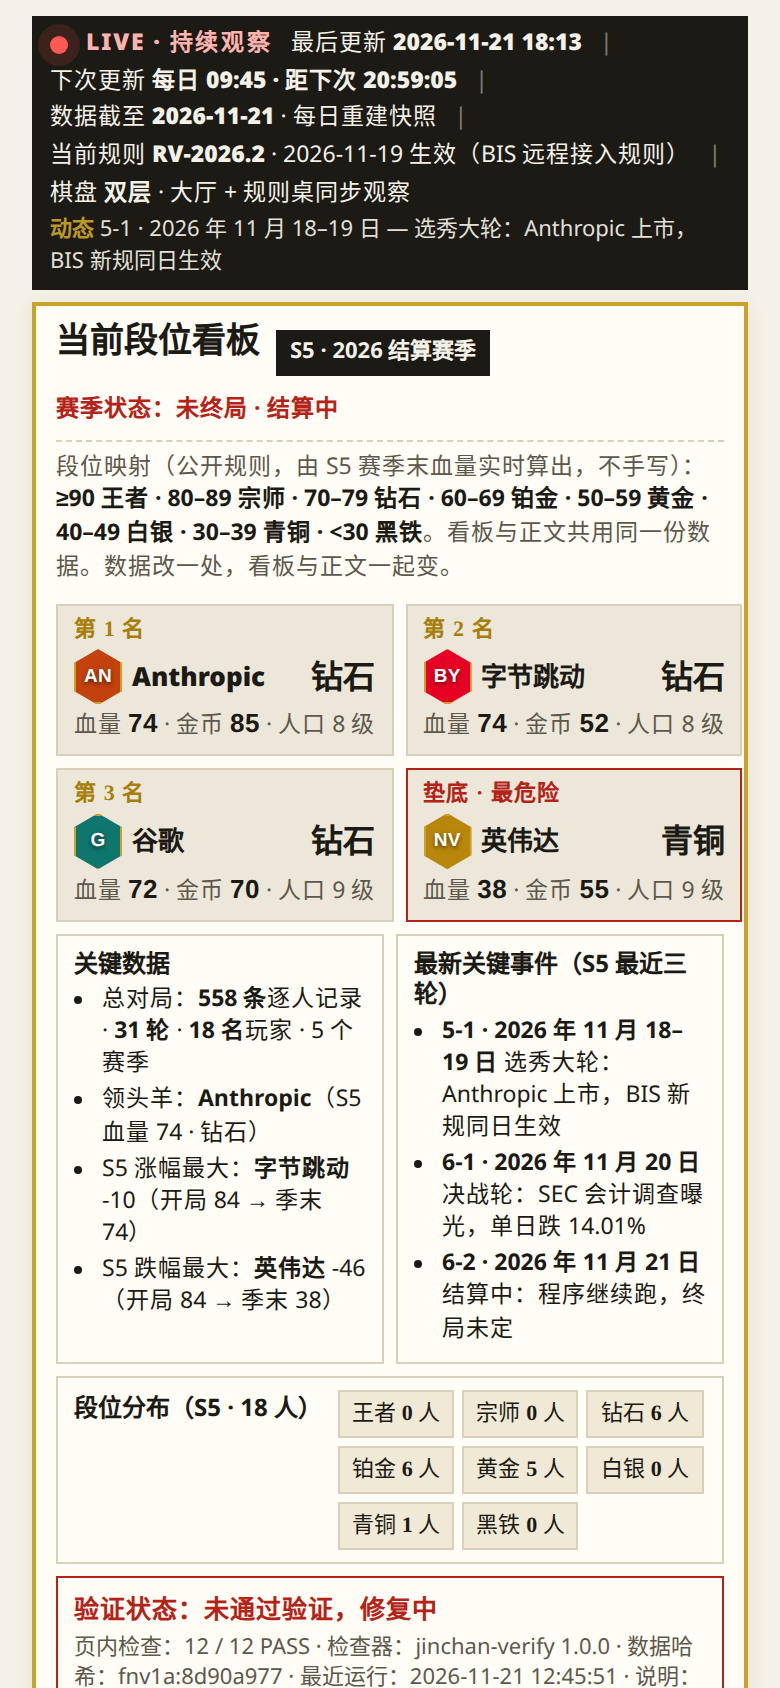 LIVE · 持续观察 最后更新 2026-11-21 18:13 |
下次更新 每日 09:45 · 距下次 20:59:05 |
数据截至 2026-11-21 · 每日重建快照 |
当前规则 RV-2026.2 · 2026-11-19 生效（BIS 远程接入规则） |
棋盘 双层 · 大厅 + 规则桌同步观察
动态 5-1 · 2026 年 11 月 18–19 日 — 选秀大轮：Anthropic 上市，
BIS 新规同日生效
当前段位看板 S5 · 2026 结算赛季
赛季状态：未终局 · 结算中
段位映射（公开规则，由 S5 赛季末血量实时算出，不手写）：
≥90 王者 · 80–89 宗师 · 70–79 钻石 · 60–69 铂金 · 50–59 黄金 ·
40–49 白银 · 30–39 青铜 · <30 黑铁。看板与正文共用同一份数
据。数据改一处，看板与正文一起变。
第 1 名
AN Anthropic 钻石
血量 74 · 金币 85 · 人口 8 级
第 2 名
BY 字节跳动 钻石
血量 74 · 金币 52 · 人口 8 级
第 3 名
G 谷歌 钻石
血量 72 · 金币 70 · 人口 9 级
垫底 · 最危险
NV 英伟达 青铜
血量 38 · 金币 55 · 人口 9 级
关键数据
• 总对局：558 条逐人记录
· 31 轮 · 18 名玩家 · 5 个
赛季
• 领头羊：Anthropic（S5
血量 74 · 钻石）
• S5 涨幅最大：字节跳动
-10（开局 84 → 季末
74）
• S5 跌幅最大：英伟达 -46
（开局 84 → 季末 38）
最新关键事件（S5 最近三
轮）
• 5-1 · 2026 年 11 月 18–
19 日 选秀大轮：
Anthropic 上市，BIS 新
规同日生效
• 6-1 · 2026 年 11 月 20 日
决战轮：SEC 会计调查曝
光，单日跌 14.01%
• 6-2 · 2026 年 11 月 21 日
结算中：程序继续跑，终
局未定
段位分布（S5 · 18 人）
王者 0 人 宗师 0 人 钻石 6 人
铂金 6 人 黄金 5 人 白银 0 人
青铜 1 人 黑铁 0 人
验证状态：未通过验证，修复中
页内检查：12 / 12 PASS · 检查器：jinchan-verify 1.0.0 · 数据哈
希：fnv1a:8d90a977 · 最近运行：2026-11-21 12:45:51 · 说明：